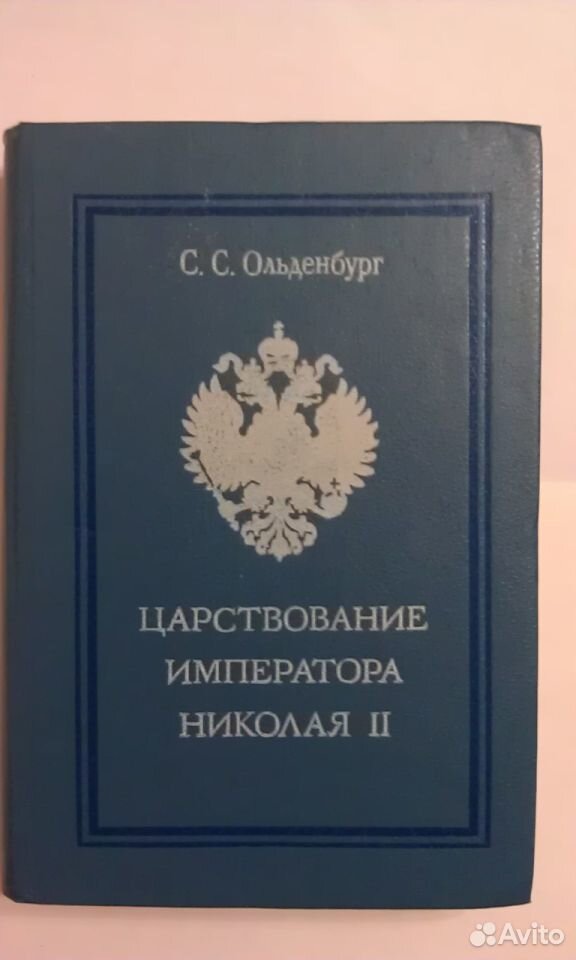 С. С. Ольденбург
ЦАРСТВОВАНИЕ
ИМПЕРАТОРА
НИКОЛАЯ II
Avito